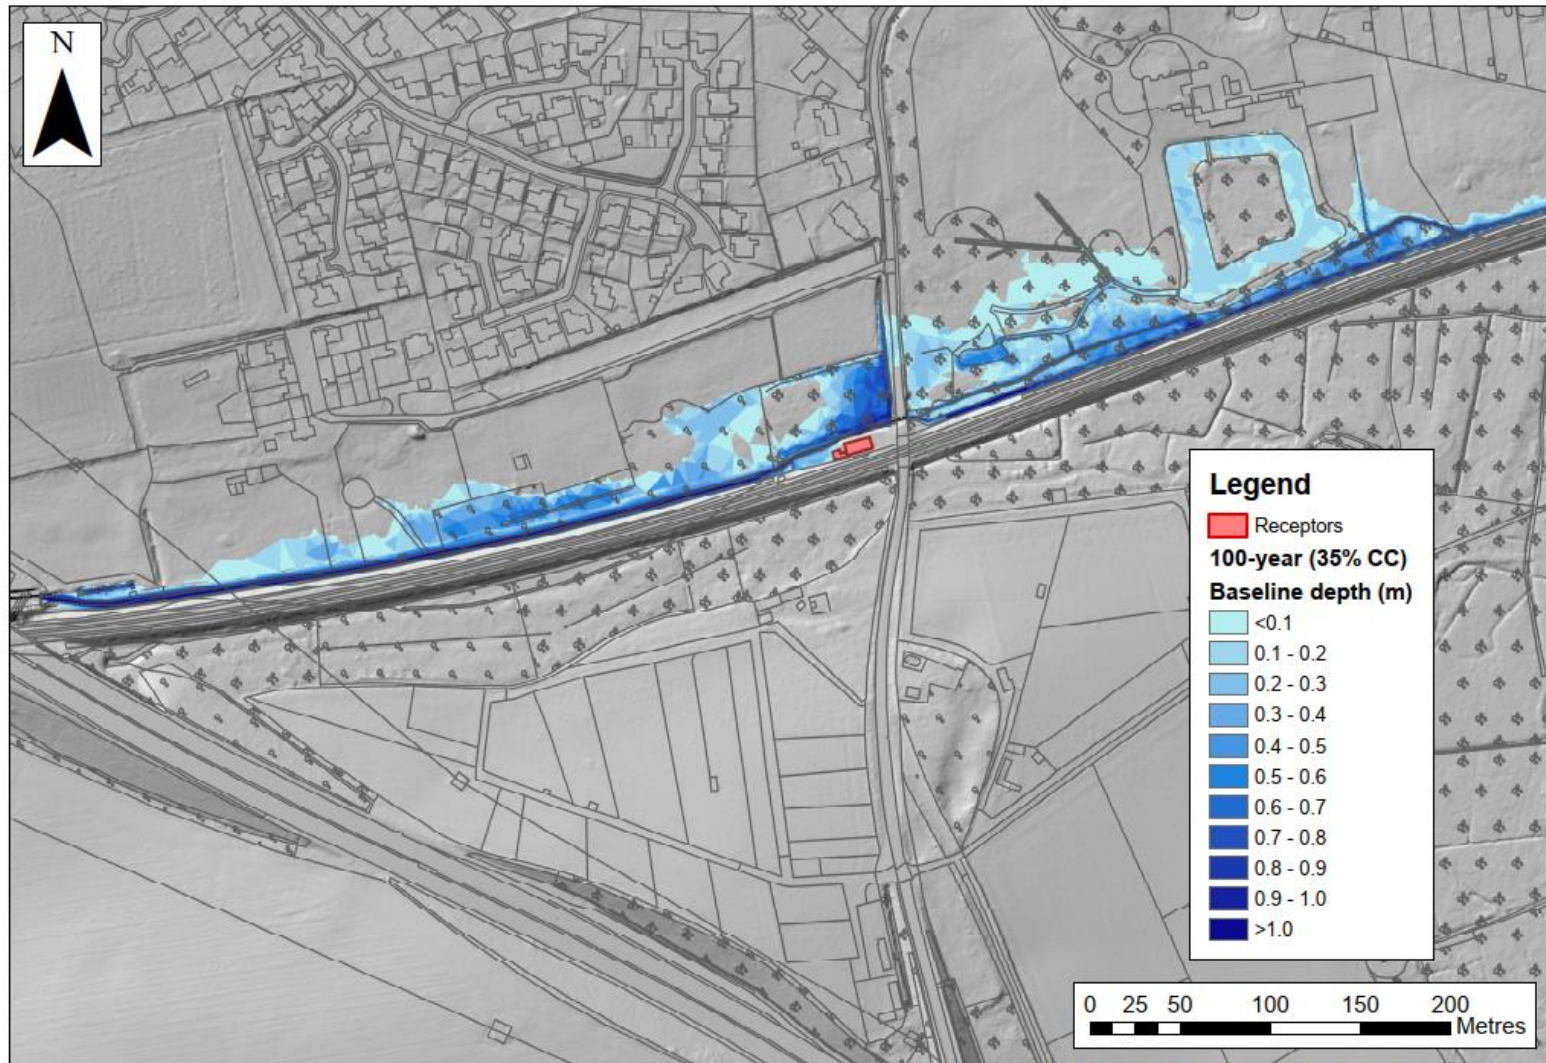 N
Legend
Receptors
100-year (35% CC)
Baseline depth (m)
<0.1
0.1 - 0.2
0.2 - 0.3
0.3 - 0.4
0.4 - 0.5
0.5 - 0.6
0.6 - 0.7
0.7 - 0.8
0.8 - 0.9
0.9 - 1.0
>1.0
0 25 50 100 150 200
Metres